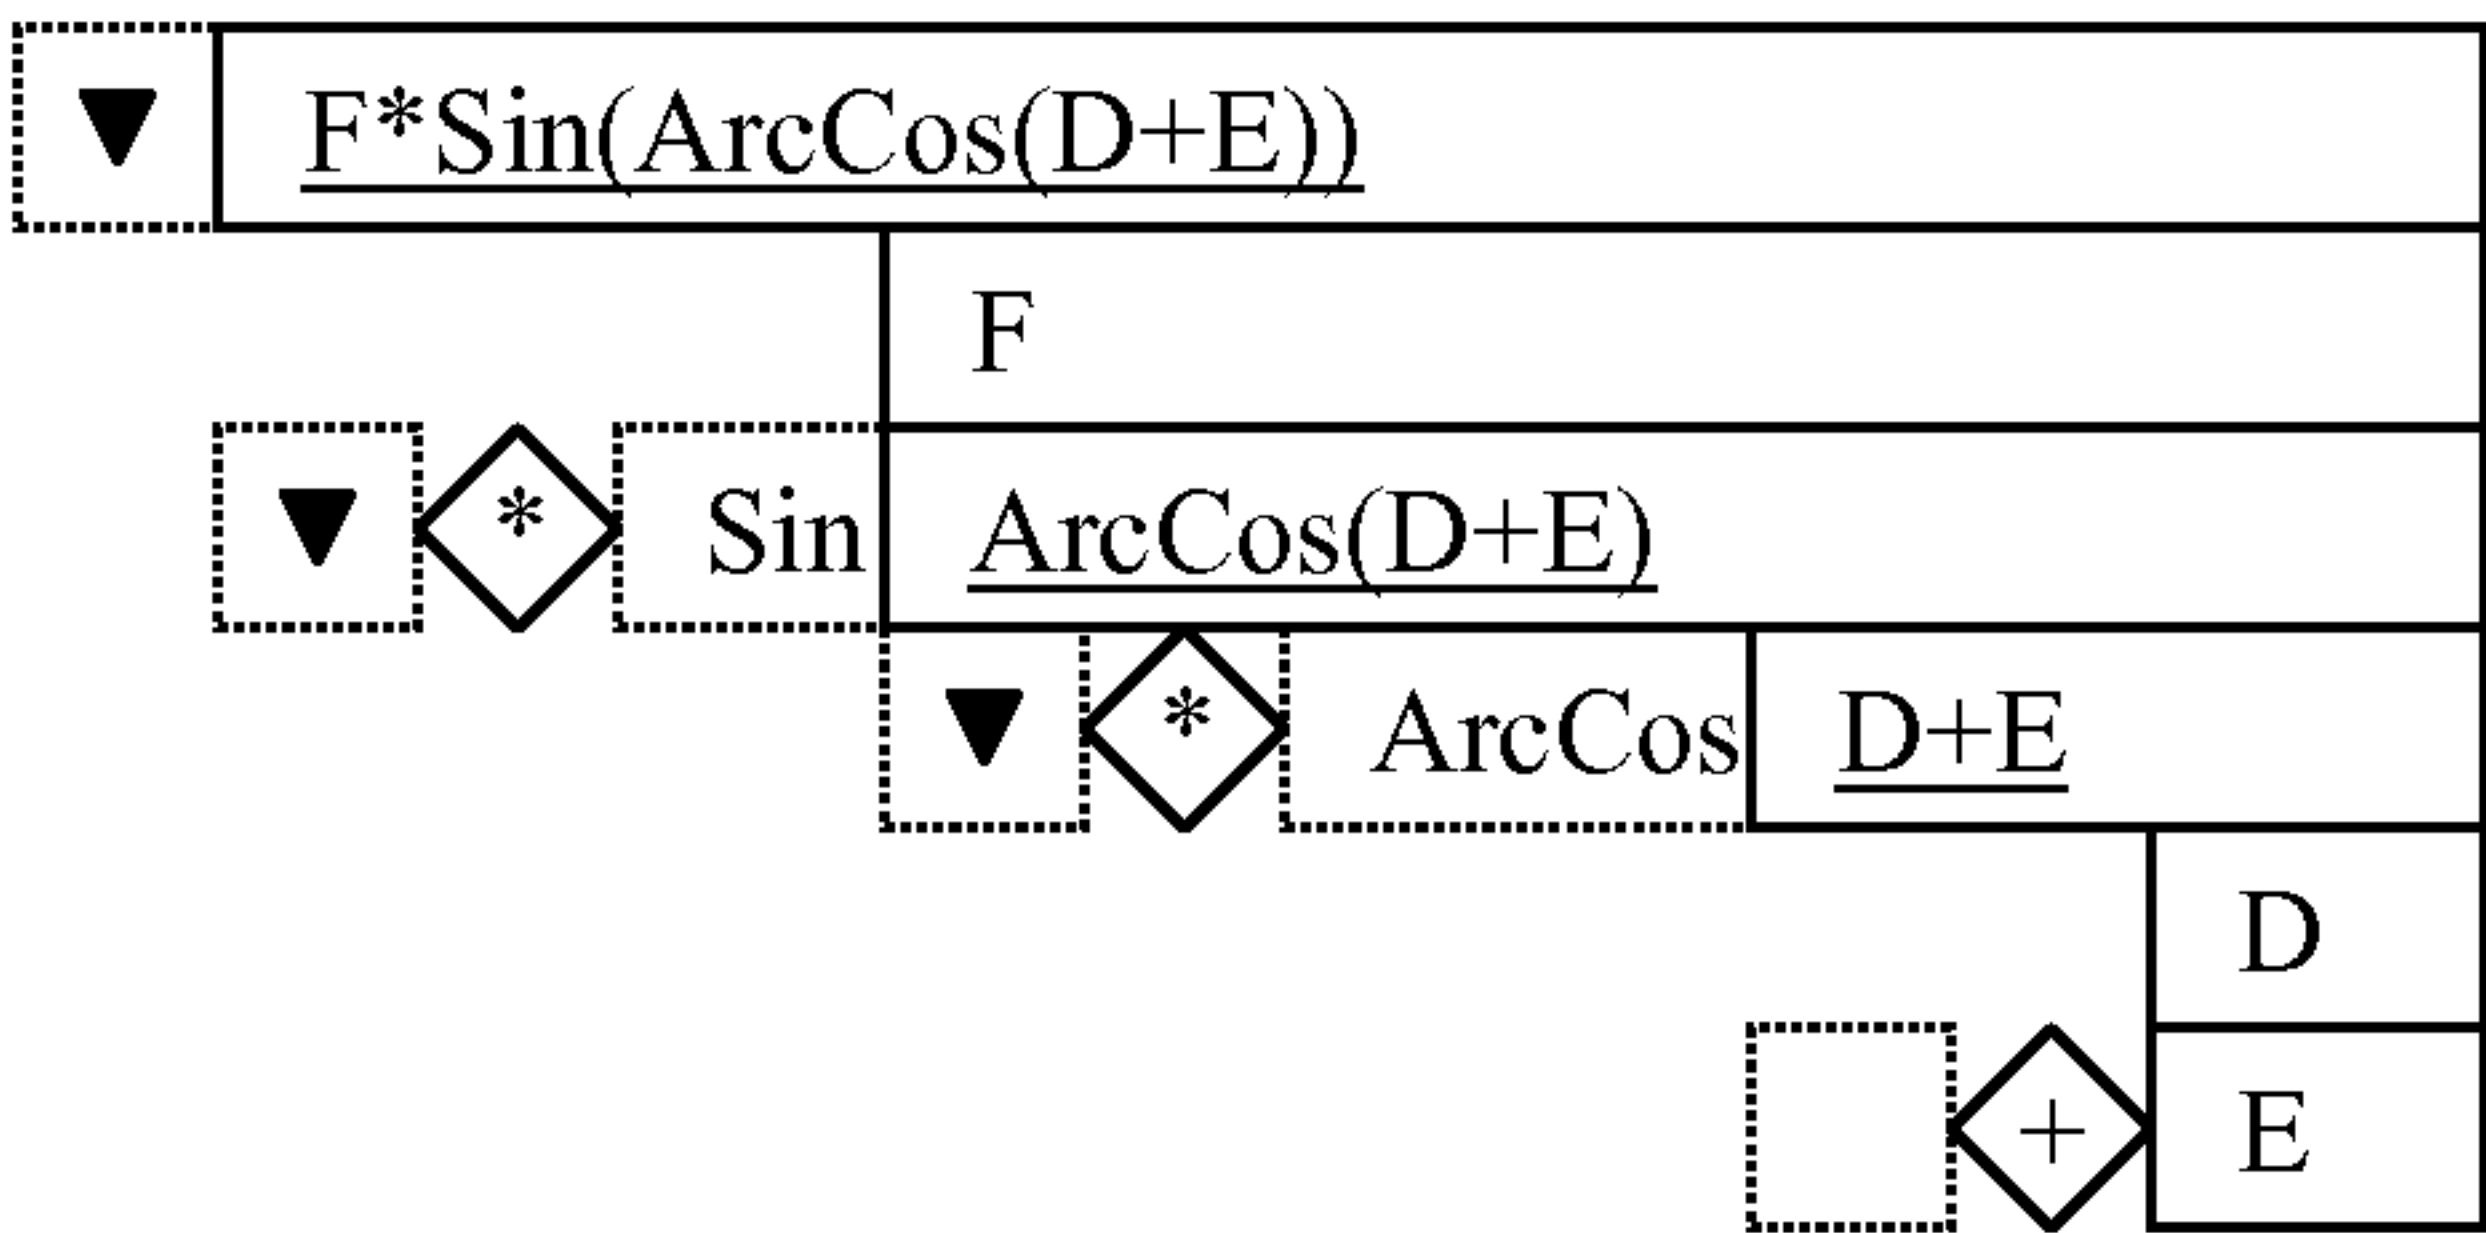 ▼ F*Sin(ArcCos(D+E))
F
▼ * Sin ArcCos(D+E)
▼ * ArcCos D+E
D
+ E